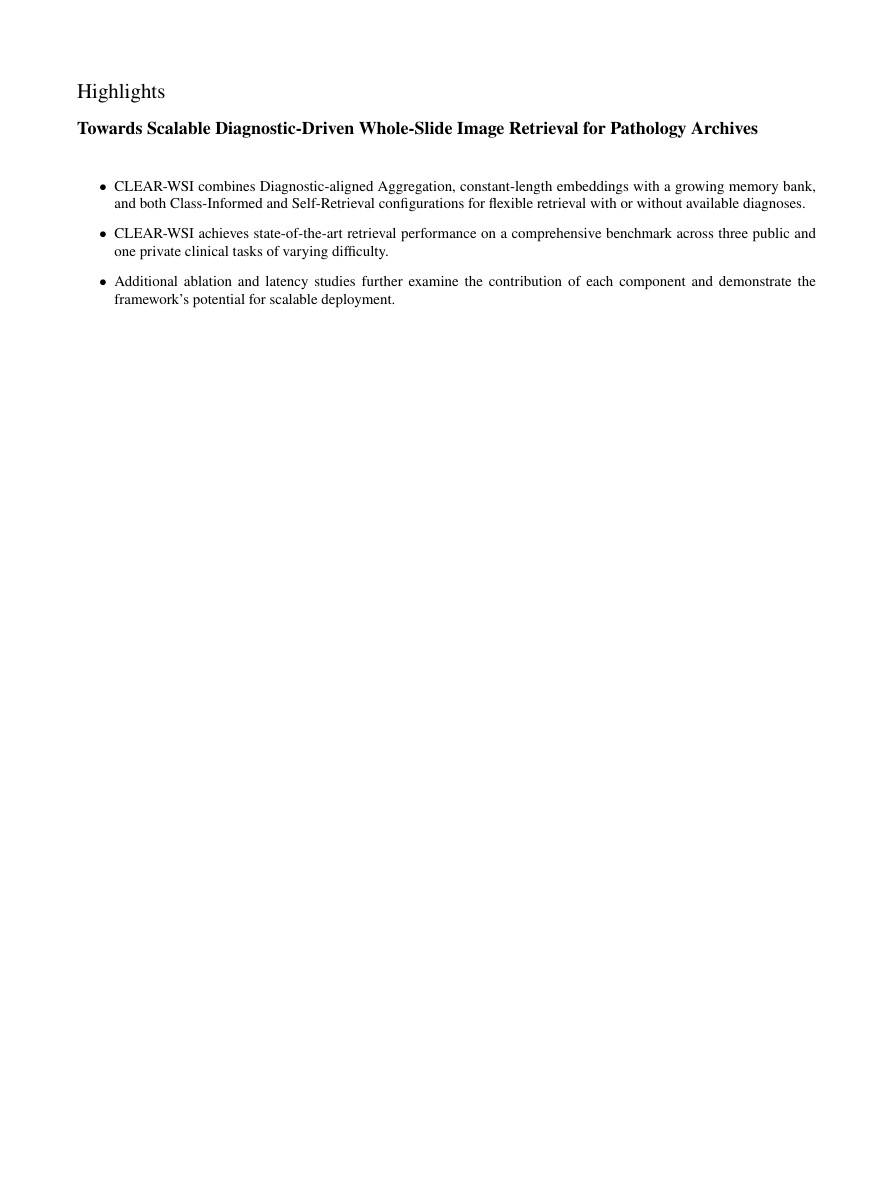 Highlights
Towards Scalable Diagnostic-Driven Whole-Slide Image Retrieval for Pathology Archives
• CLEAR-WSI combines Diagnostic-aligned Aggregation, constant-length embeddings with a growing memory bank,
and both Class-Informed and Self-Retrieval configurations for flexible retrieval with or without available diagnoses.
• CLEAR-WSI achieves state-of-the-art retrieval performance on a comprehensive benchmark across three public and
one private clinical tasks of varying difficulty.
• Additional ablation and latency studies further examine the contribution of each component and demonstrate the
framework's potential for scalable deployment.